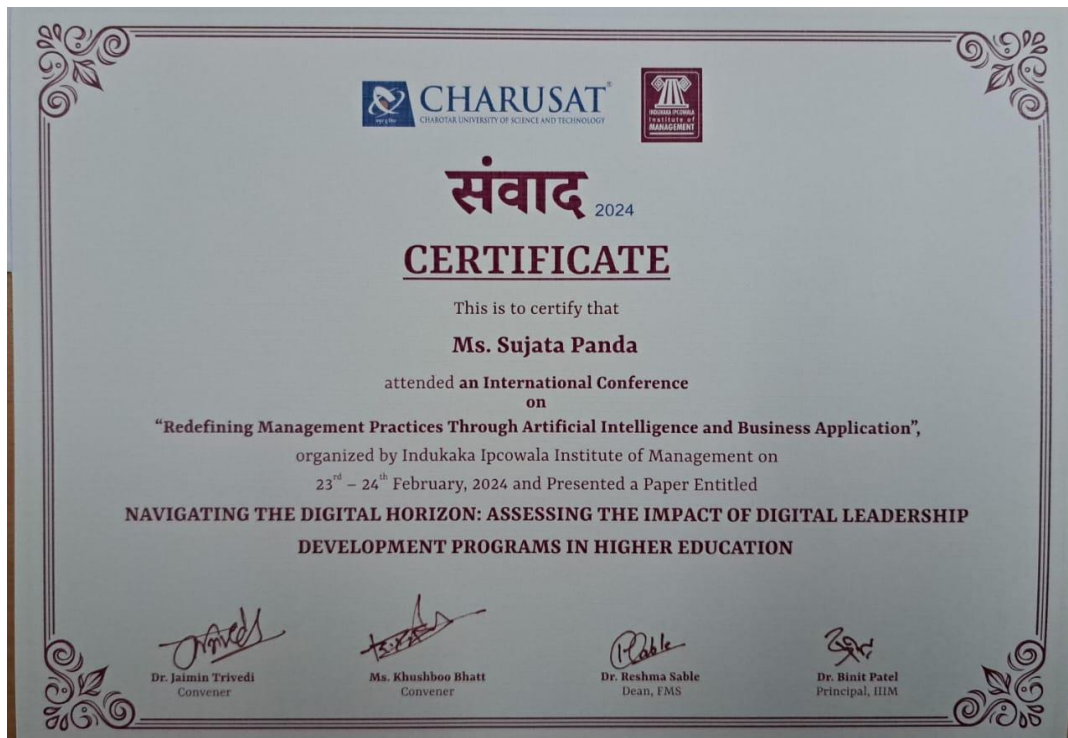 CHARUSAT®
CHAROTAR UNIVERSITY OF SCIENCE AND TECHNOLOGY
INDUKAKA IPCOWALA
Institute of
MANAGEMENT
संवाद 2024
CERTIFICATE
This is to certify that
Ms. Sujata Panda
attended an International Conference
on
“Redefining Management Practices Through Artificial Intelligence and Business Application”,
organized by Indukaka Ipcowala Institute of Management on
23rd – 24th February, 2024 and Presented a Paper Entitled
NAVIGATING THE DIGITAL HORIZON: ASSESSING THE IMPACT OF DIGITAL LEADERSHIP
DEVELOPMENT PROGRAMS IN HIGHER EDUCATION
Dr. Jaimin Trivedi
Convener
Ms. Khushboo Bhatt
Convener
Dr. Reshma Sable
Dean, FMS
Dr. Binit Patel
Principal, IIIM